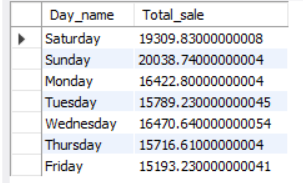 Day_name Total_sale
Saturday 19309.83000000008
Sunday 20038.74000000004
Monday 16422.80000000004
Tuesday 15789.230000000045
Wednesday 16470.640000000054
Thursday 15716.61000000004
Friday 15193.230000000041